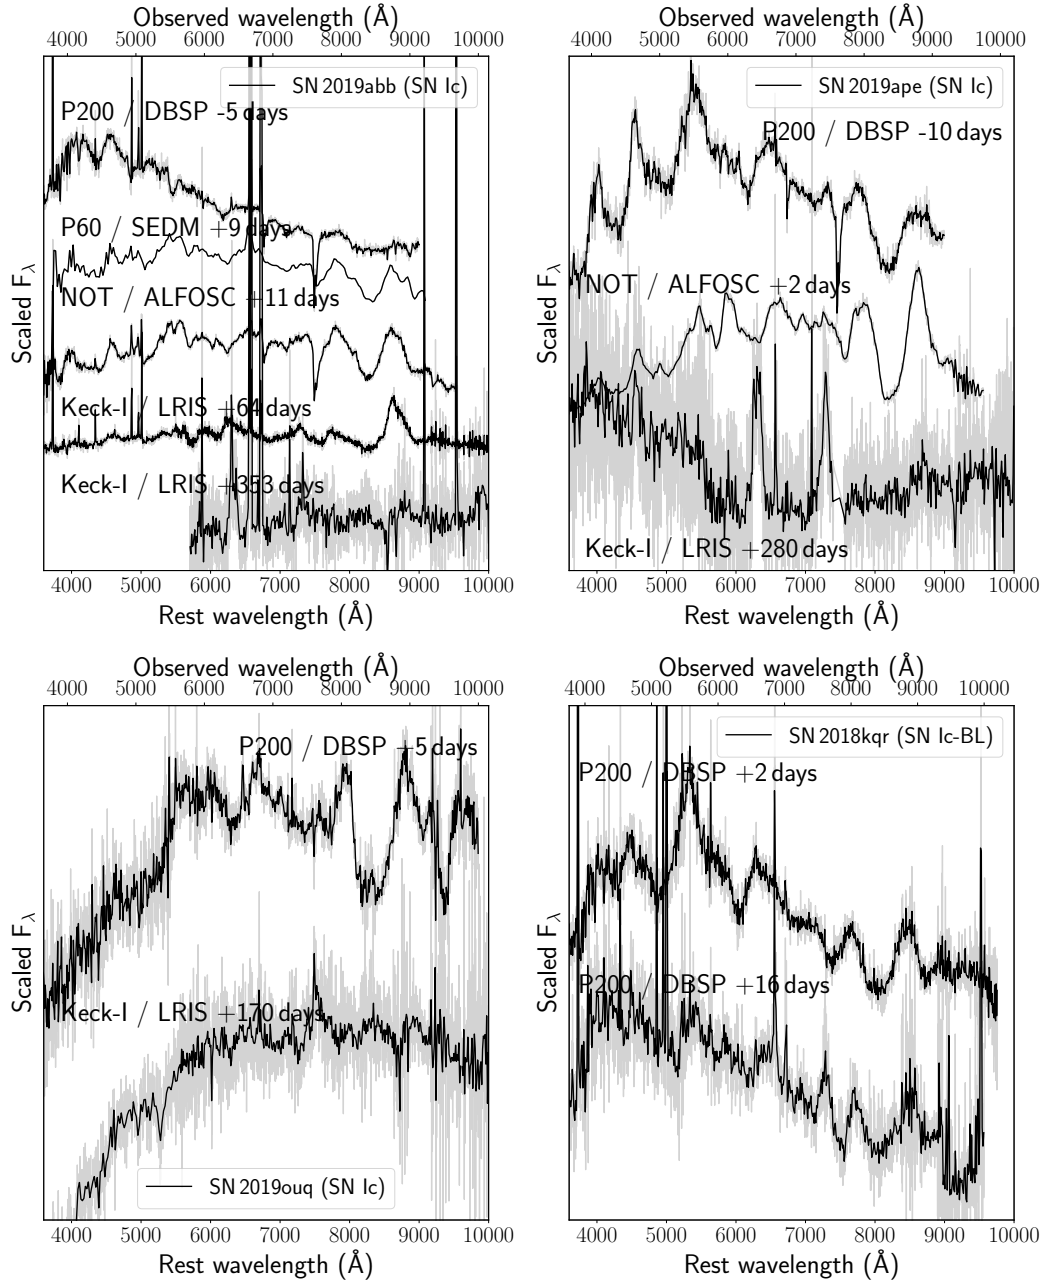 Observed wavelength (Å)
4000 5000 6000 7000 8000 9000 10000
SN 2019abb (SN Ic)
P200 / DBSP -5 days
P60 / SEDM +9 days
NOT / ALFOSC +11 days
Keck-I / LRIS +64 days
Keck-I / LRIS +353 days
Scaled F_λ
4000 5000 6000 7000 8000 9000 10000
Rest wavelength (Å)
Observed wavelength (Å)
4000 5000 6000 7000 8000 9000 10000
SN 2019ape (SN Ic)
P200 / DBSP -10 days
NOT / ALFOSC +2 days
Keck-I / LRIS +280 days
Scaled F_λ
4000 5000 6000 7000 8000 9000 10000
Rest wavelength (Å)
Observed wavelength (Å)
4000 5000 6000 7000 8000 9000 10000
P200 / DBSP +5 days
Keck-I / LRIS +170 days
SN 2019ouq (SN Ic)
Scaled F_λ
4000 5000 6000 7000 8000 9000 10000
Rest wavelength (Å)
Observed wavelength (Å)
4000 5000 6000 7000 8000 9000 10000
SN 2018kqr (SN Ic-BL)
P200 / DBSP +2 days
P200 / DBSP +16 days
Scaled F_λ
4000 5000 6000 7000 8000 9000 10000
Rest wavelength (Å)